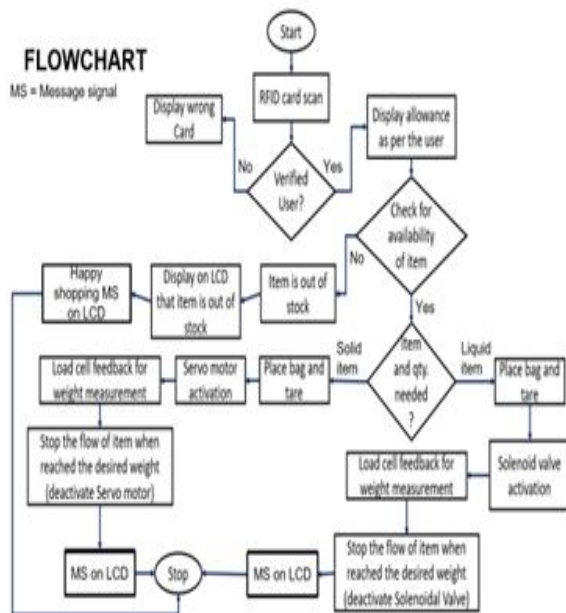 Start
FLOWCHART
MS = Message signal
RFID card scan
Display wrong
Card
Display allowance
as per the user
No
Yes
Verified
User?
Check for
availability
of item
No
Happy
shopping MS
on LCD
Display on LCD
that item is out of
stock
Item is out of
stock
Yes
Solid
item
Item
and qty.
needed
?
Liquid
item
Load cell feedback for
weight measurement
Servo motor
activation
Place bag and
tare
Place bag and
tare
Stop the flow of item when
reached the desired weight
(deactivate Servo motor)
Load cell feedback for
weight measurement
Solenoid valve
activation
MS on LCD
Stop
MS on LCD
Stop the flow of item when
reached the desired weight
(deactivate Solenoidal Valve)